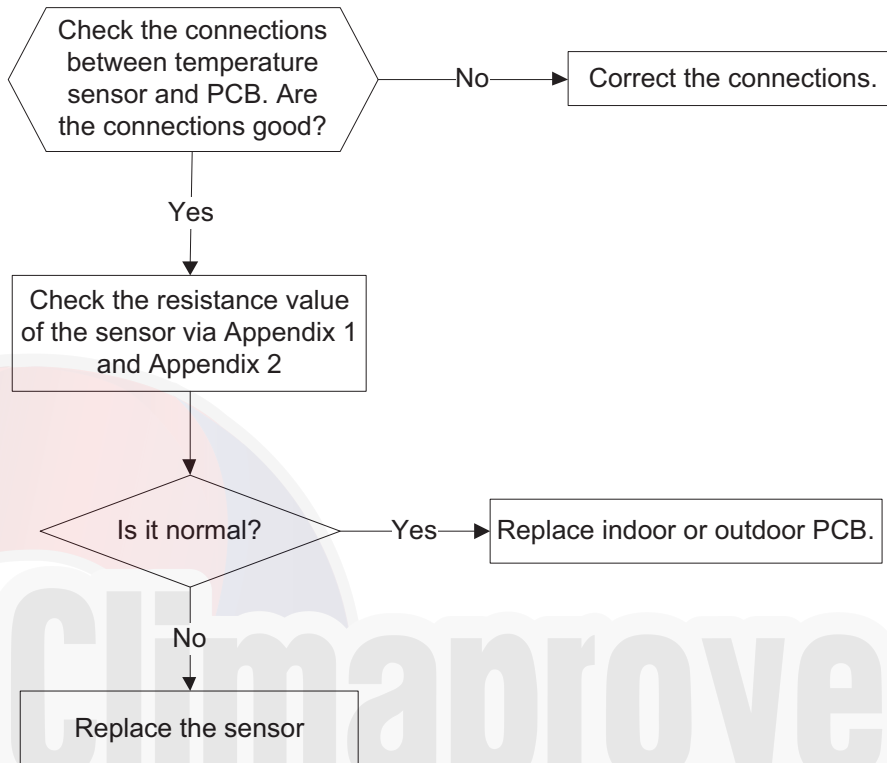 Check the connections
between temperature
sensor and PCB. Are
the connections good?
No
Correct the connections.
Yes
Check the resistance value
of the sensor via Appendix 1
and Appendix 2
Is it normal?
Yes
Replace indoor or outdoor PCB.
No
Replace the sensor
Climaprove